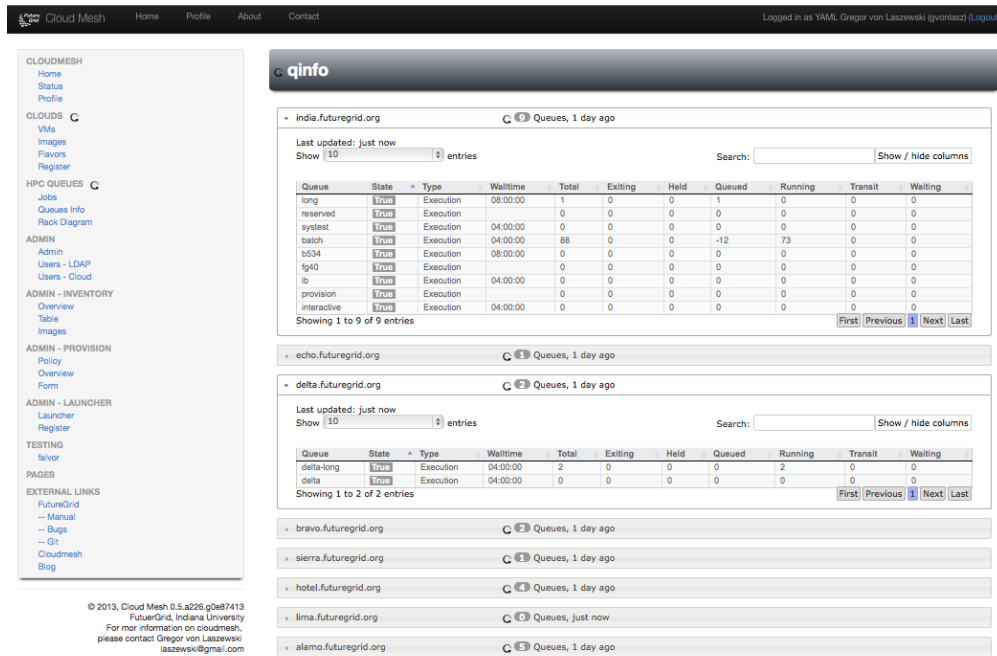 Future Grid Cloud Mesh Home Profile About Contact Logged in as YAML Gregor von Laszewski (gvonlasz) (Logout
CLOUDMESH
Home
Status
Profile
CLOUDS
VMs
Images
Flavors
Register
HPC QUEUES
Jobs
Queues Info
Rack Diagram
ADMIN
Admin
Users - LDAP
Users - Cloud
ADMIN - INVENTORY
Overview
Table
Images
ADMIN - PROVISION
Policy
Overview
Form
ADMIN - LAUNCHER
Launcher
Register
TESTING
falvor
PAGES
EXTERNAL LINKS
FutureGrid
-- Manual
-- Bugs
-- Git
Cloudmesh
Blog
© 2013, Cloud Mesh 0.5.a226.g0e87413
FutuerGrid, Indiana University
For mor information on cloudmesh,
please contact Gregor von Laszewski
laszewski@gmail.com
qinfo
india.futuregrid.org 9 Queues, 1 day ago
Last updated: just now
Show 10 entries Search: Show / hide columns
Queue State Type Walltime Total Exiting Held Queued Running Transit Waiting
long True Execution 08:00:00 1 0 0 1 0 0 0
reserved True Execution 0 0 0 0 0 0 0
systest True Execution 04:00:00 0 0 0 0 0 0 0
batch True Execution 04:00:00 88 0 0 -12 73 0 0
b534 True Execution 08:00:00 0 0 0 0 0 0 0
fg40 True Execution 0 0 0 0 0 0 0
ib True Execution 04:00:00 0 0 0 0 0 0 0
provision True Execution 0 0 0 0 0 0 0
interactive True Execution 04:00:00 0 0 0 0 0 0 0
Showing 1 to 9 of 9 entries First Previous 1 Next Last
echo.futuregrid.org 1 Queues, 1 day ago
delta.futuregrid.org 2 Queues, 1 day ago
Last updated: just now
Show 10 entries Search: Show / hide columns
Queue State Type Walltime Total Exiting Held Queued Running Transit Waiting
delta-long True Execution 04:00:00 2 0 0 0 2 0 0
delta True Execution 04:00:00 0 0 0 0 0 0 0
Showing 1 to 2 of 2 entries First Previous 1 Next Last
bravo.futuregrid.org 2 Queues, 1 day ago
sierra.futuregrid.org 1 Queues, 1 day ago
hotel.futuregrid.org 4 Queues, 1 day ago
lima.futuregrid.org 0 Queues, just now
alamo.futuregrid.org 5 Queues, 1 day ago